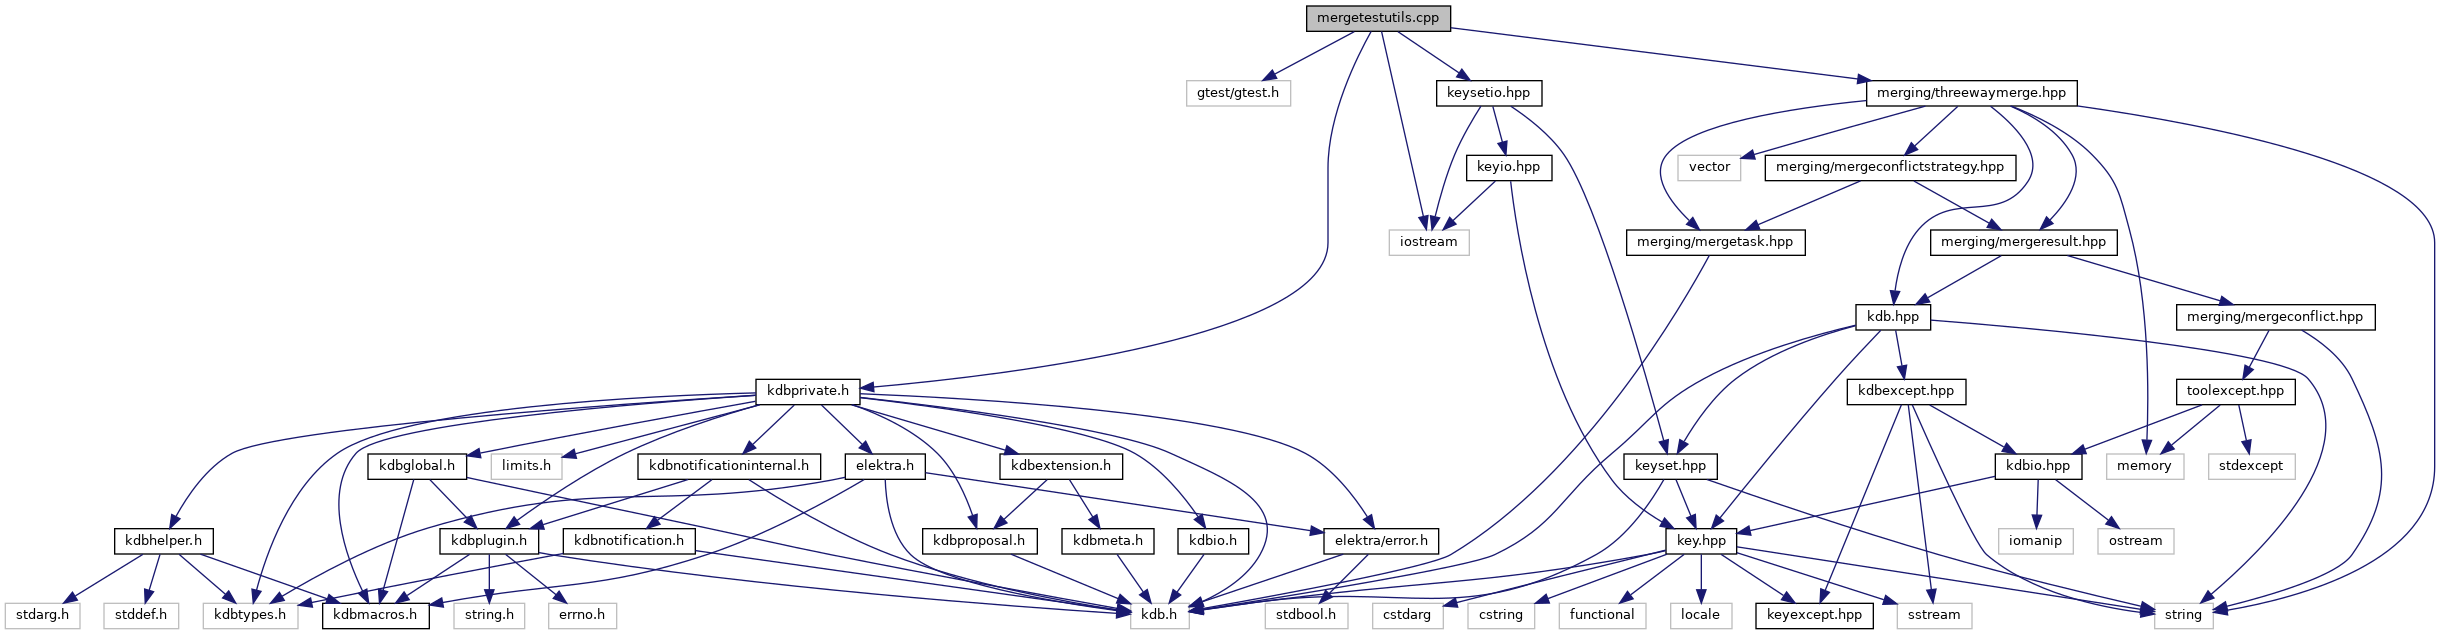 mergetestutils.cpp
gtest/gtest.h
keysetio.hpp
merging/threewaymerge.hpp
keyio.hpp
vector
merging/mergeconflictstrategy.hpp
iostream
merging/mergetask.hpp
merging/mergeresult.hpp
kdb.hpp
merging/mergeconflict.hpp
kdbprivate.h
kdbexcept.hpp
toolexcept.hpp
kdbglobal.h
limits.h
kdbnotificationinternal.h
elektra.h
kdbextension.h
keyset.hpp
kdbio.hpp
memory
stdexcept
kdbhelper.h
kdbplugin.h
kdbnotification.h
kdbproposal.h
kdbmeta.h
kdbio.h
elektra/error.h
key.hpp
iomanip
ostream
stdarg.h
stddef.h
kdbtypes.h
kdbmacros.h
string.h
errno.h
kdb.h
stdbool.h
cstdarg
cstring
functional
locale
keyexcept.hpp
sstream
string